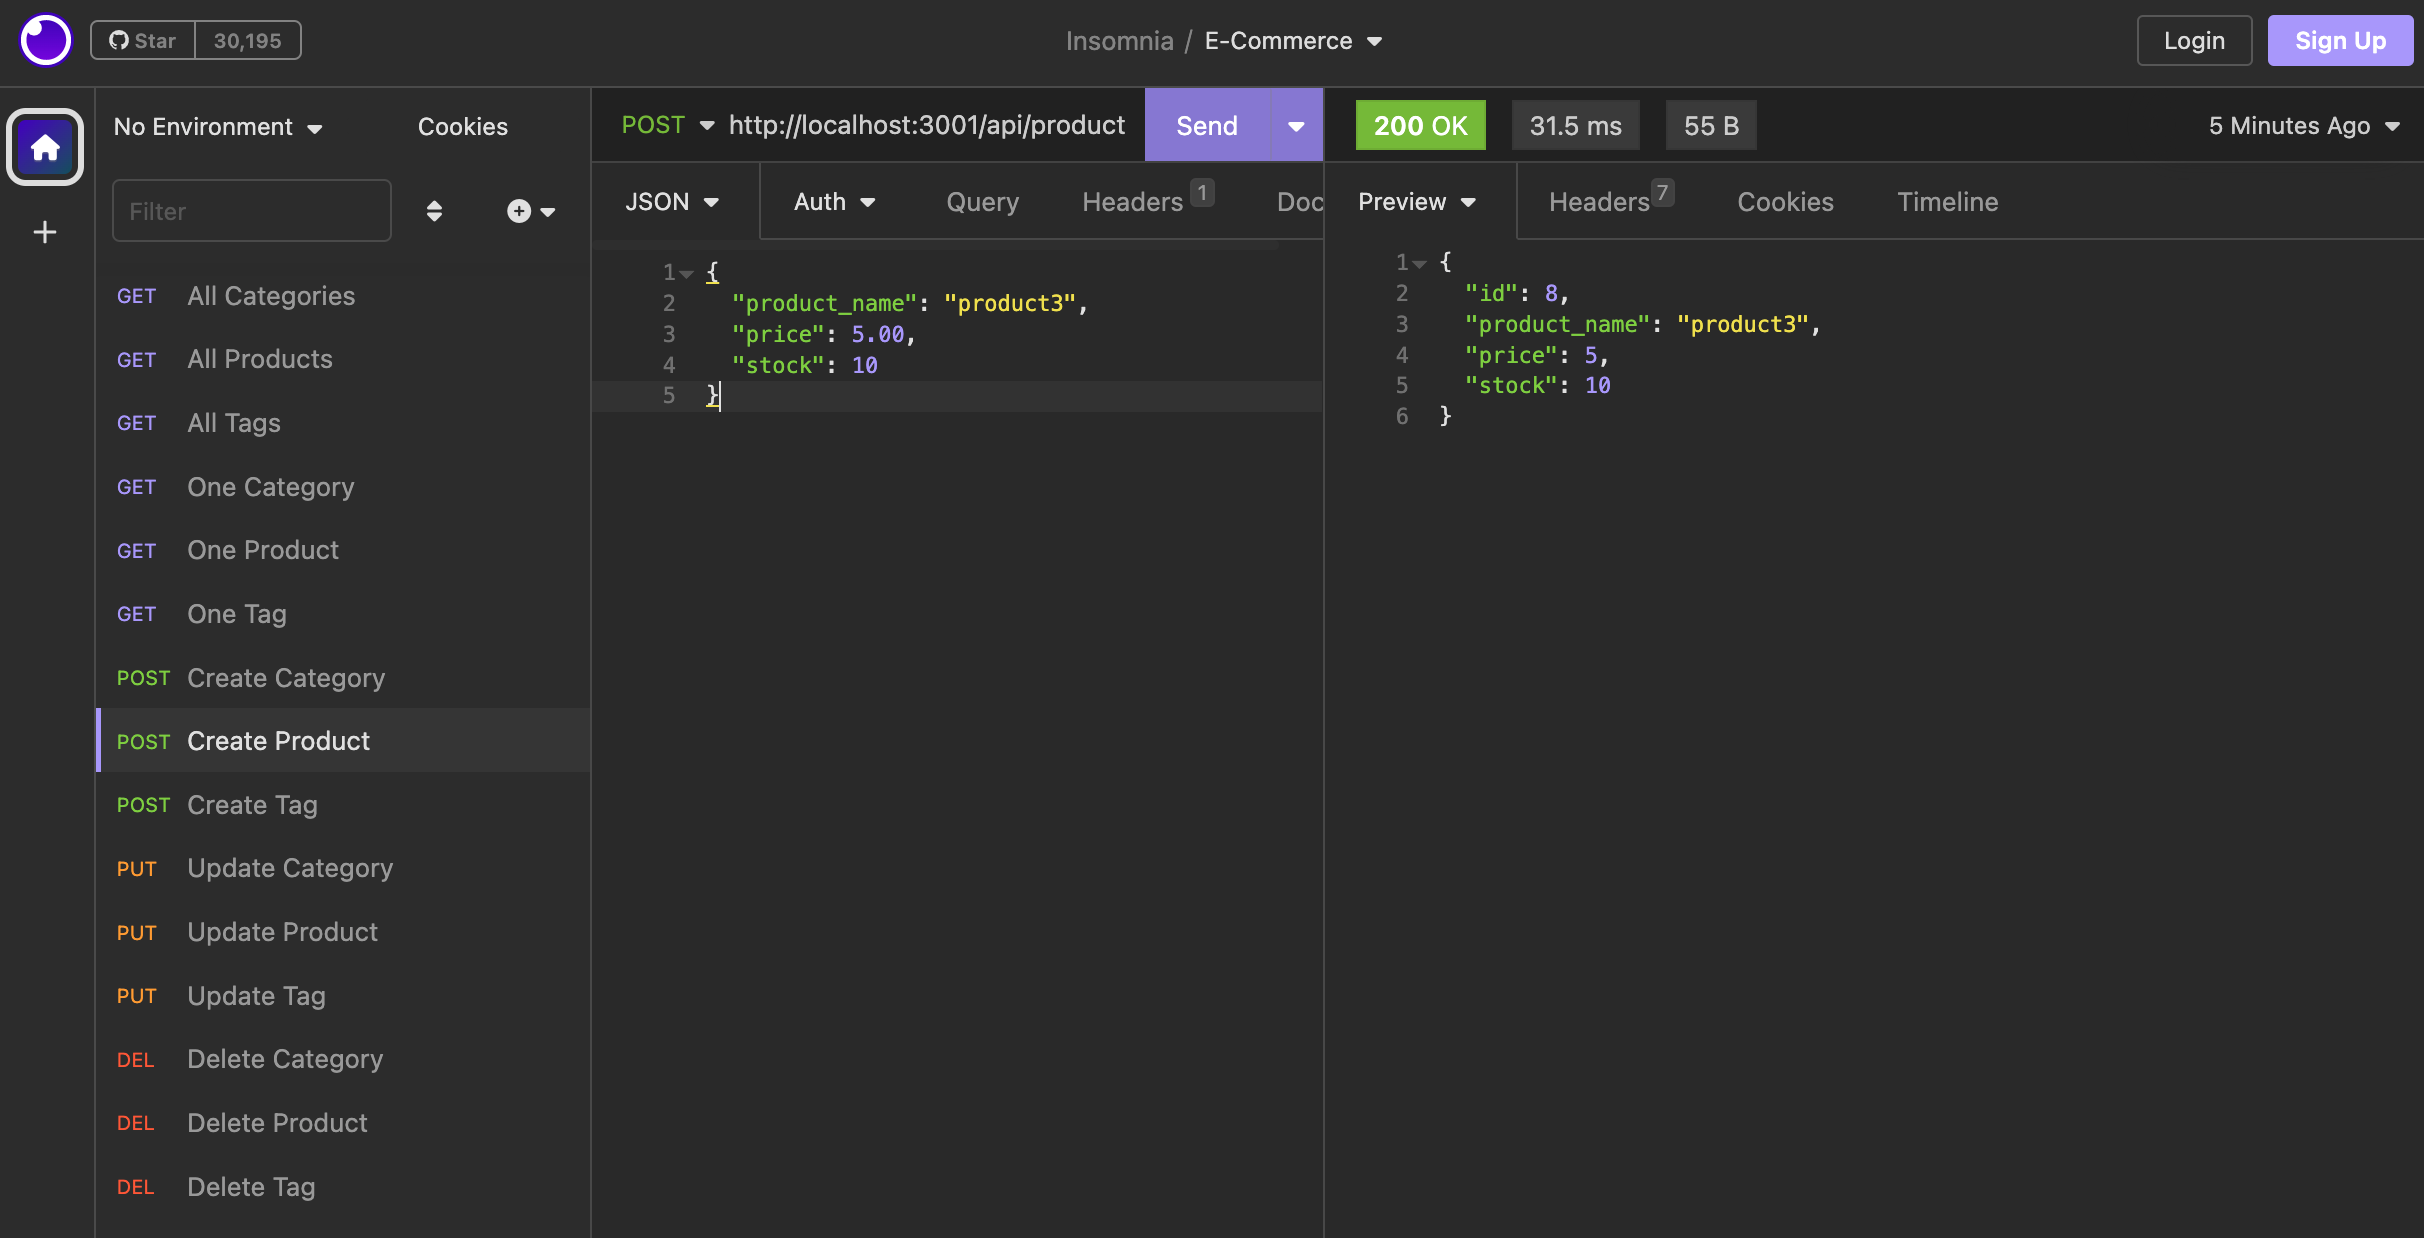 Star 30,195
Insomnia / E-Commerce
Login
Sign Up
No Environment
Cookies
Filter
GET All Categories
GET All Products
GET All Tags
GET One Category
GET One Product
GET One Tag
POST Create Category
POST Create Product
POST Create Tag
PUT Update Category
PUT Update Product
PUT Update Tag
DEL Delete Category
DEL Delete Product
DEL Delete Tag
POST http://localhost:3001/api/product
Send
JSON Auth Query Headers 1 Doc
1 {
2 "product_name": "product3",
3 "price": 5.00,
4 "stock": 10
5 }
200 OK 31.5 ms 55 B
5 Minutes Ago
Preview Headers 7 Cookies Timeline
1 {
2 "id": 8,
3 "product_name": "product3",
4 "price": 5,
5 "stock": 10
6 }